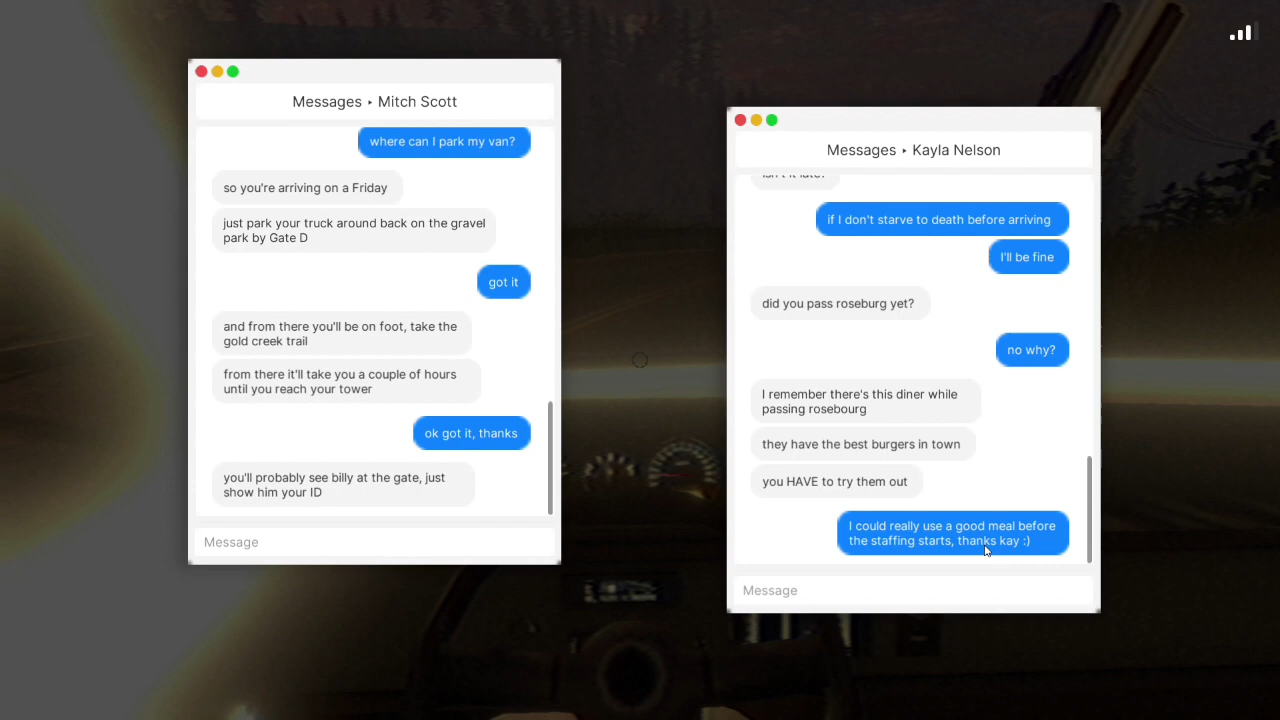 Messages ‣ Mitch Scott
where can I park my van?
so you're arriving on a Friday
just park your truck around back on the gravel
park by Gate D
got it
and from there you'll be on foot, take the
gold creek trail
from there it'll take you a couple of hours
until you reach your tower
ok got it, thanks
you'll probably see billy at the gate, just
show him your ID
Message
Messages ‣ Kayla Nelson
isn't it late?
if I don't starve to death before arriving
I'll be fine
did you pass roseburg yet?
no why?
I remember there's this diner while
passing rosebourg
they have the best burgers in town
you HAVE to try them out
I could really use a good meal before
the staffing starts, thanks kay :)
Message